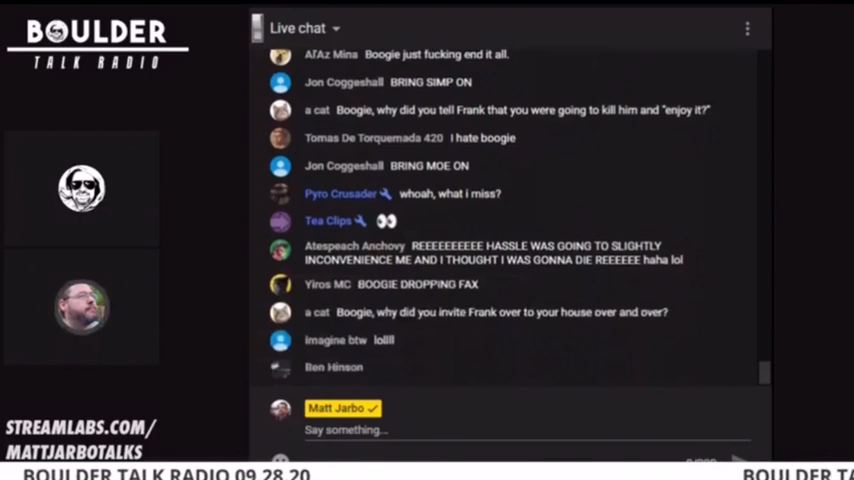 BOULDER
TALK RADIO
Live chat
Al'Az Mina Boogie just fucking end it all.
Jon Coggeshall BRING SIMP ON
a cat Boogie, why did you tell Frank that you were going to kill him and "enjoy it?"
Tomas De Torquemada 420 I hate boogie
Jon Coggeshall BRING MOE ON
Pyro Crusader whoah, what i miss?
Tea Clips 👀
Atespeach Anchovy REEEEEEEEEE HASSLE WAS GOING TO SLIGHTLY
INCONVENIENCE ME AND I THOUGHT I WAS GONNA DIE REEEEEE haha lol
Yiros MC BOOGIE DROPPING FAX
a cat Boogie, why did you invite Frank over to your house over and over?
imagine btw lollll
Ben Hinson
Matt Jarbo
Say something...
STREAMLABS.COM/
MATTJARBOTALKS
BOULDER TALK RADIO 09.28.20
BOULDER TA